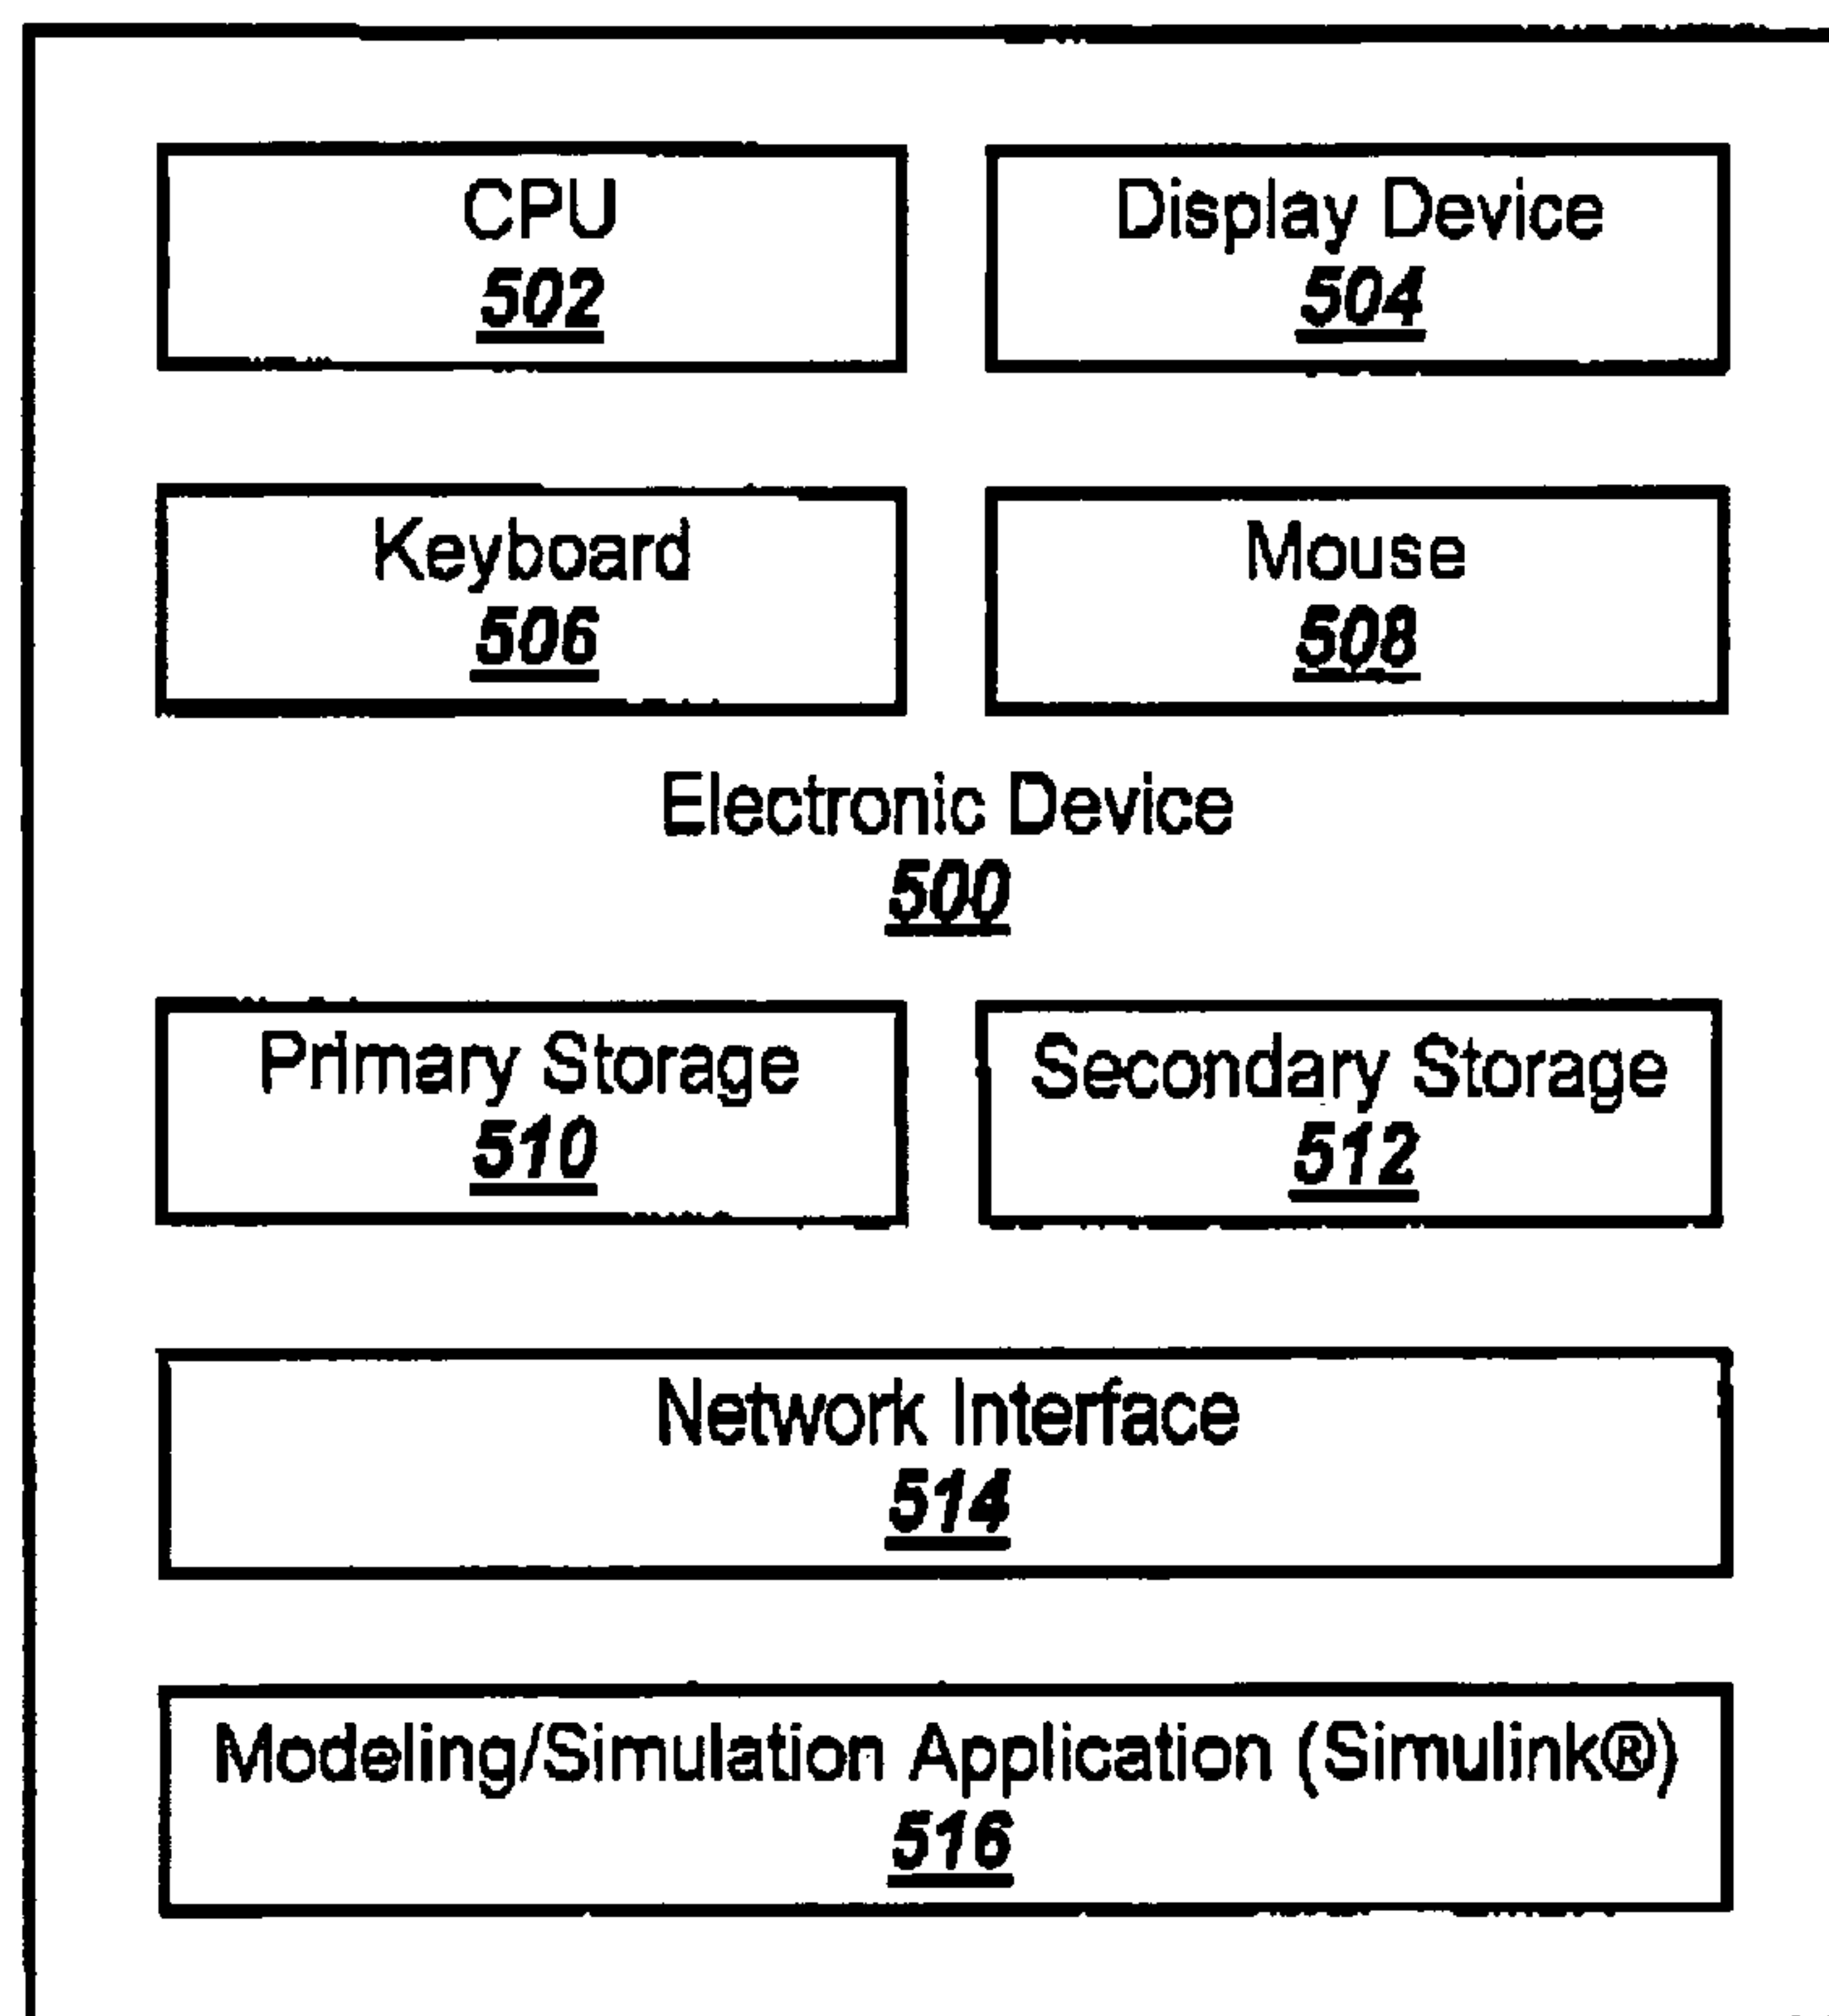 CPU
502
Display Device
504
Keyboard
506
Mouse
508
Electronic Device
500
Primary Storage
510
Secondary Storage
512
Network Interface
514
Modeling/Simulation Application (Simulink®)
516